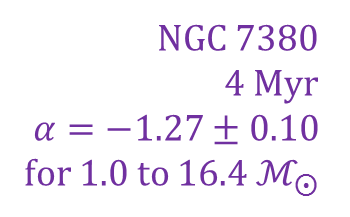 NGC 7380
4 Myr
α = −1.27 ± 0.10
for 1.0 to 16.4 ℳ☉